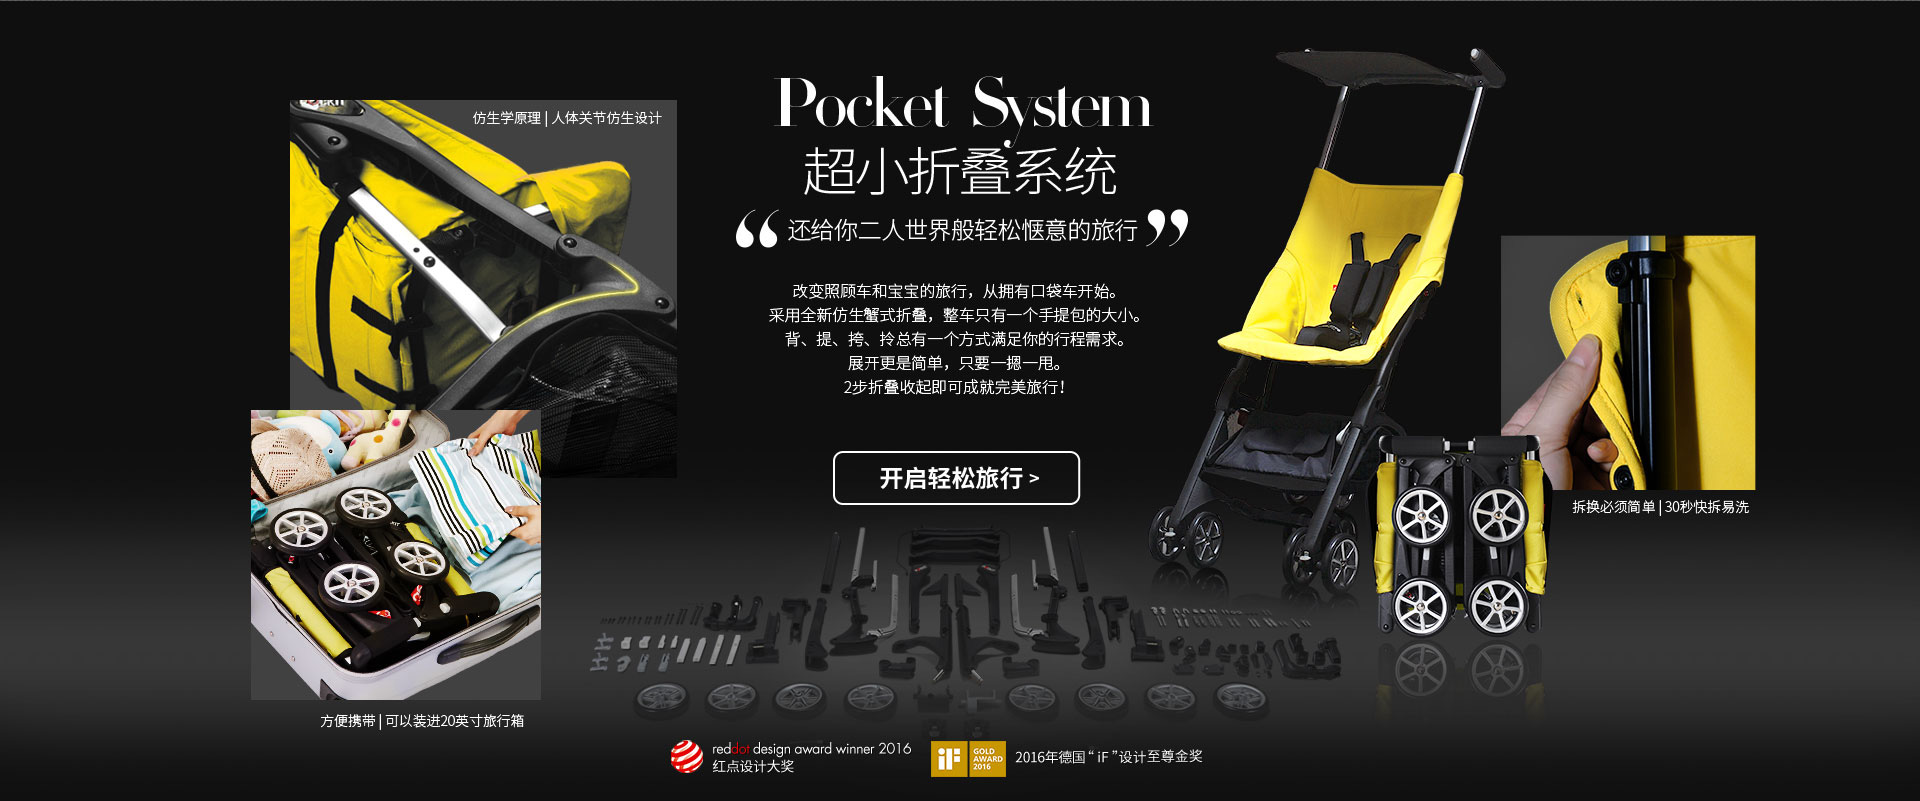 仿生学原理 | 人体关节仿生设计
Pocket System
超小折叠系统
“ 还给你二人世界般轻松惬意的旅行 ”
改变照顾车和宝宝的旅行，从拥有口袋车开始。
采用全新仿生蟹式折叠，整车只有一个手提包的大小。
背、提、挎、拎总有一个方式满足你的行程需求。
展开更是简单，只要一摁一甩。
2步折叠收起即可成就完美旅行！
开启轻松旅行 >
拆换必须简单 | 30秒快拆易洗
方便携带 | 可以装进20英寸旅行箱
reddot design award winner 2016
红点设计大奖
iF
GOLD
AWARD
2016
2016年德国 “ iF ” 设计至尊金奖